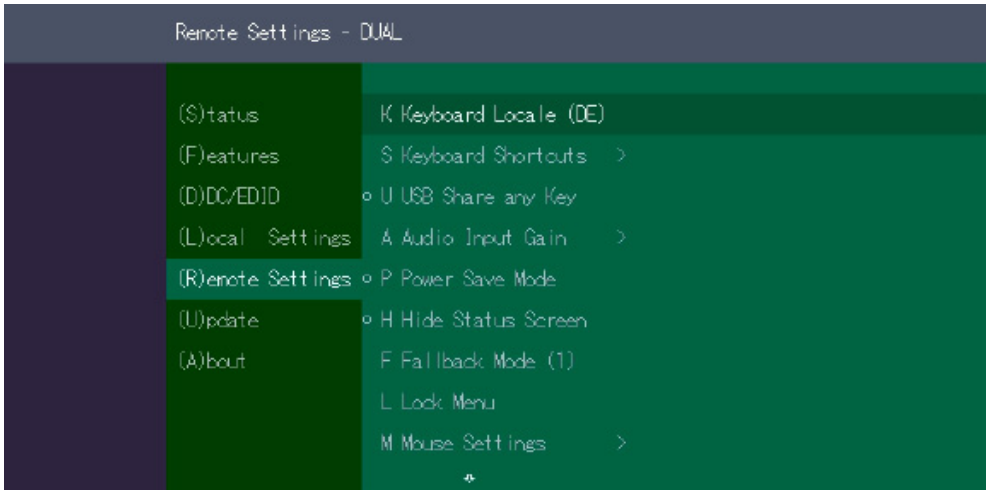 Remote Settings - DUAL
(S)tatus
(F)eatures
(D)DC/EDID
(L)ocal Settings
(R)emote Settings
(U)pdate
(A)bout
K Keyboard Locale (DE)
S Keyboard Shortcuts >
U USB Share any Key
A Audio Input Gain >
P Power Save Mode
H Hide Status Screen
F Fallback Mode (1)
L Lock Menu
M Mouse Settings >